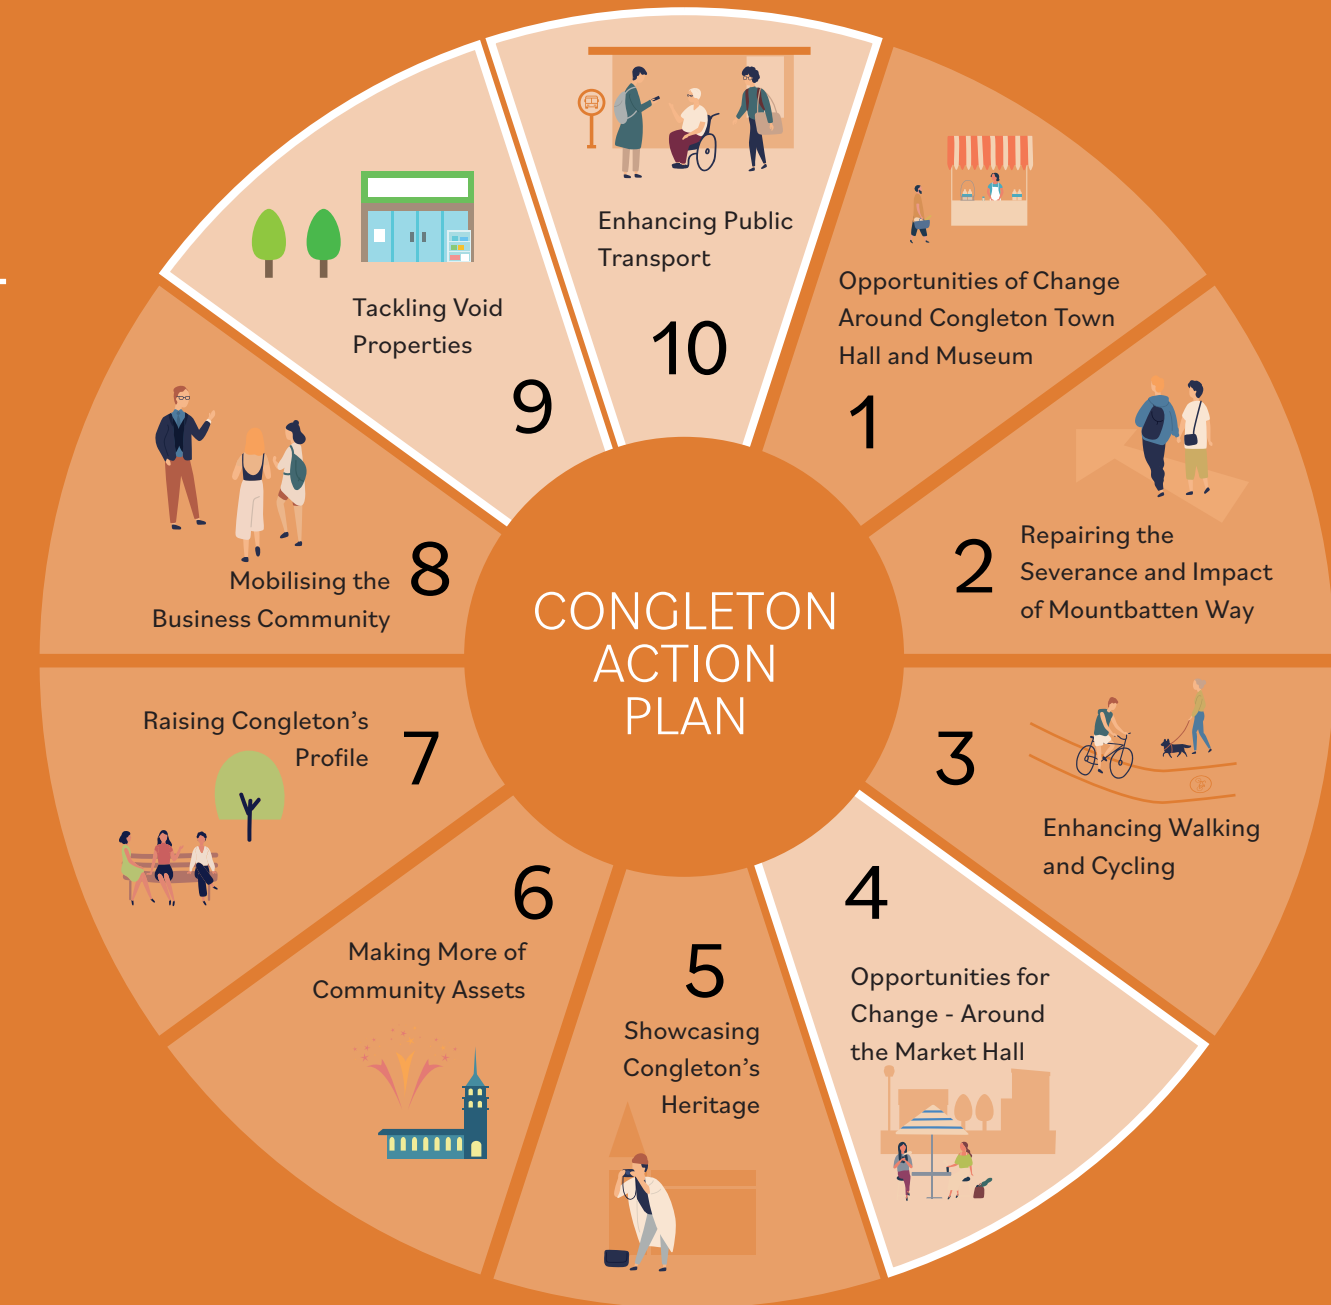 CONGLETON
ACTION
PLAN
Opportunities of Change
Around Congleton Town
Hall and Museum
1
2
Repairing the
Severance and Impact
of Mountbatten Way
3
Enhancing Walking
and Cycling
4
Opportunities for
Change - Around
the Market Hall
5
Showcasing
Congleton’s
Heritage
6
Making More of
Community Assets
Raising Congleton’s
Profile
7
8
Mobilising the
Business Community
Tackling Void
Properties
9
Enhancing Public
Transport
10